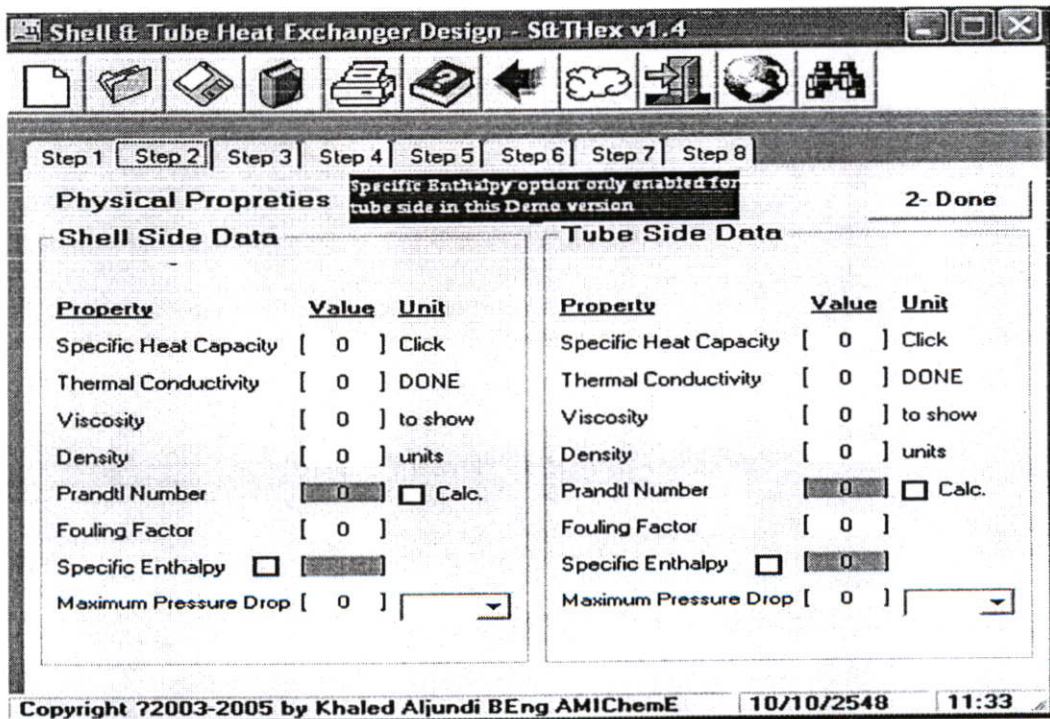 Shell & Tube Heat Exchanger Design - S&THex v1.4
Step 1 Step 2 Step 3 Step 4 Step 5 Step 6 Step 7 Step 8
Physical Propreties
Specific Enthalpy option only enabled for
tube side in this Demo version
2- Done
Shell Side Data
Property Value Unit
Specific Heat Capacity [ 0 ] Click
Thermal Conductivity [ 0 ] DONE
Viscosity [ 0 ] to show
Density [ 0 ] units
Prandtl Number [ 0 ] Calc.
Fouling Factor [ 0 ]
Specific Enthalpy [ ]
Maximum Pressure Drop [ 0 ]
Tube Side Data
Property Value Unit
Specific Heat Capacity [ 0 ] Click
Thermal Conductivity [ 0 ] DONE
Viscosity [ 0 ] to show
Density [ 0 ] units
Prandtl Number [ 0 ] Calc.
Fouling Factor [ 0 ]
Specific Enthalpy [ 0 ]
Maximum Pressure Drop [ 0 ]
Copyright ?2003-2005 by Khaled Aljundi BEng AMIChemE 10/10/2548 11:33